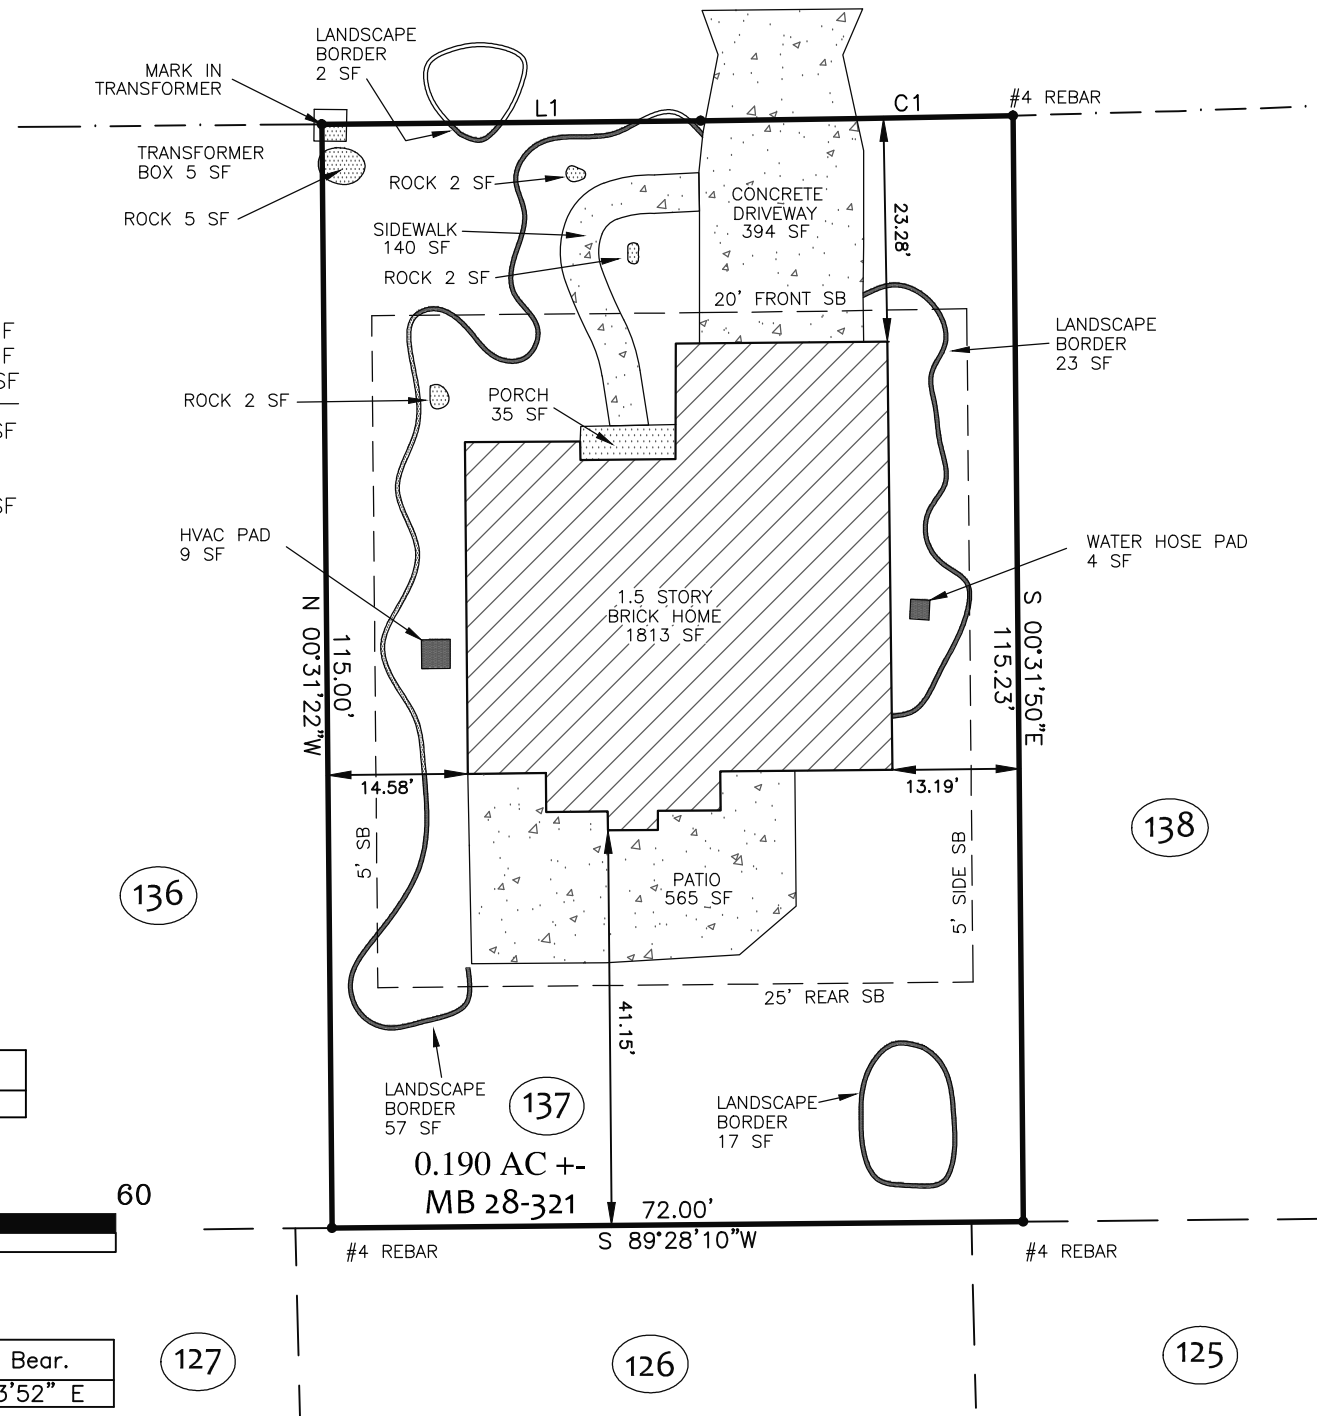 LANDSCAPE
BORDER
2 SF
MARK IN
TRANSFORMER
L1
C1
#4 REBAR
TRANSFORMER
BOX 5 SF
ROCK 5 SF
ROCK 2 SF
SIDEWALK
140 SF
ROCK 2 SF
CONCRETE
DRIVEWAY
394 SF
23.28'
20' FRONT SB
LANDSCAPE
BORDER
23 SF
F
F
SF
SF
SF
ROCK 2 SF
PORCH
35 SF
HVAC PAD
9 SF
WATER HOSE PAD
4 SF
1.5 STORY
BRICK HOME
1813 SF
N 00°31'22"W
115.00'
115.23'
S 00°31'50"E
14.58'
13.19'
5' SB
5' SIDE SB
136
138
PATIO
565 SF
25' REAR SB
41.15'
LANDSCAPE
BORDER
57 SF
137
LANDSCAPE
BORDER
17 SF
0.190 AC +-
MB 28-321
72.00'
S 89°28'10"W
60
#4 REBAR
#4 REBAR
Bear.
3'52" E
127
126
125